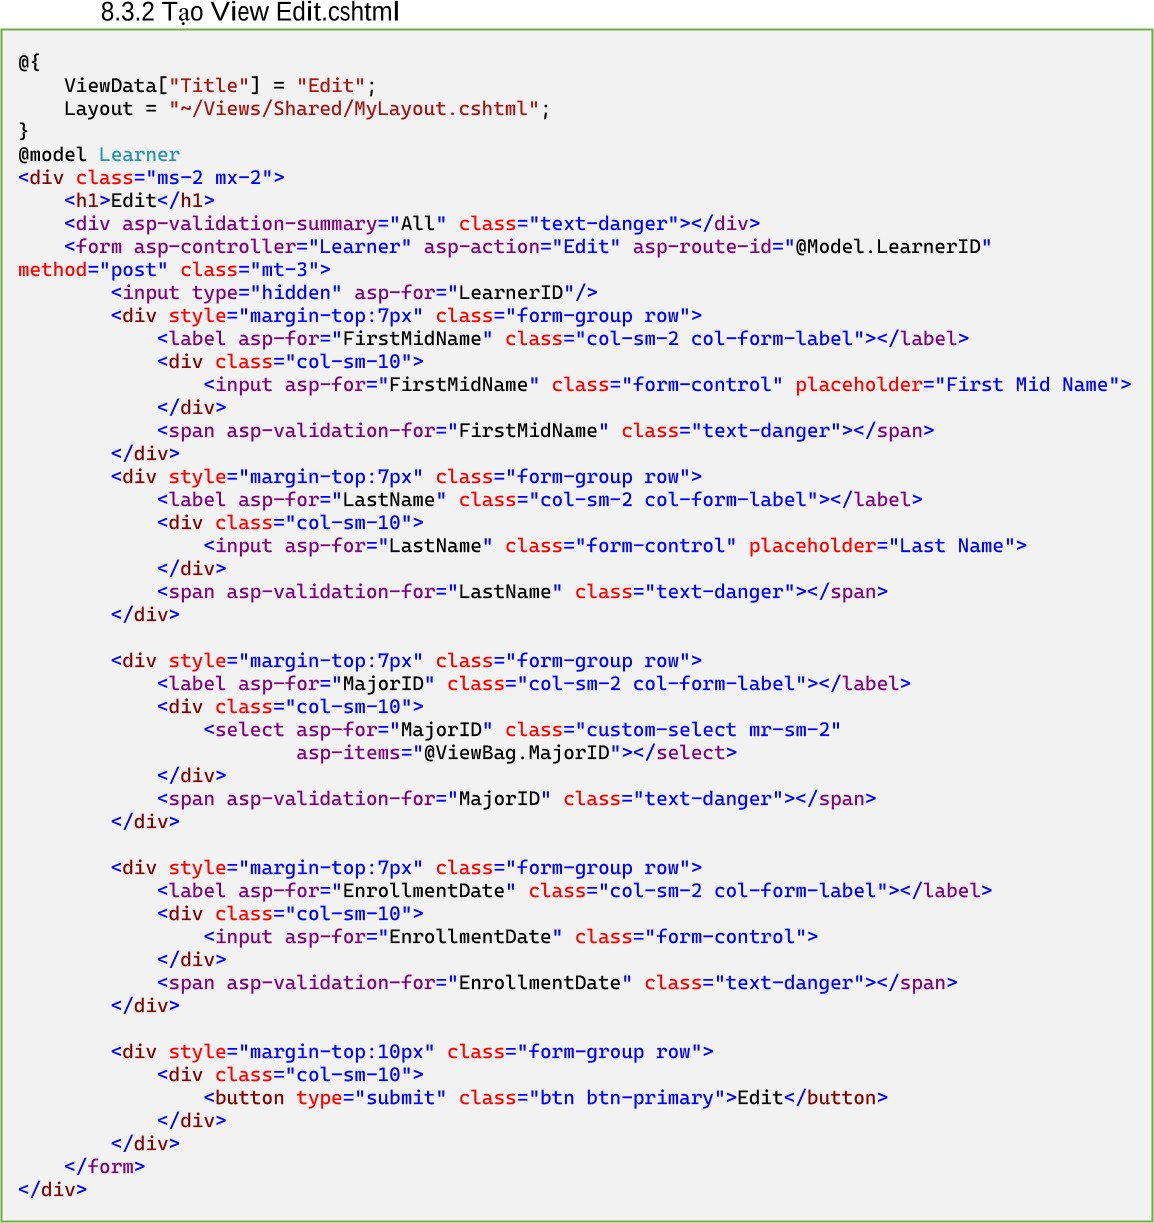 8.3.2 Tạo View Edit.cshtml
@{
    ViewData["Title"] = "Edit";
    Layout = "~/Views/Shared/MyLayout.cshtml";
}
@model Learner
<div class="ms-2 mx-2">
    <h1>Edit</h1>
    <div asp-validation-summary="All" class="text-danger"></div>
    <form asp-controller="Learner" asp-action="Edit" asp-route-id="@Model.LearnerID"
method="post" class="mt-3">
        <input type="hidden" asp-for="LearnerID"/>
        <div style="margin-top:7px" class="form-group row">
            <label asp-for="FirstMidName" class="col-sm-2 col-form-label"></label>
            <div class="col-sm-10">
                <input asp-for="FirstMidName" class="form-control" placeholder="First Mid Name">
            </div>
            <span asp-validation-for="FirstMidName" class="text-danger"></span>
        </div>
        <div style="margin-top:7px" class="form-group row">
            <label asp-for="LastName" class="col-sm-2 col-form-label"></label>
            <div class="col-sm-10">
                <input asp-for="LastName" class="form-control" placeholder="Last Name">
            </div>
            <span asp-validation-for="LastName" class="text-danger"></span>
        </div>

        <div style="margin-top:7px" class="form-group row">
            <label asp-for="MajorID" class="col-sm-2 col-form-label"></label>
            <div class="col-sm-10">
                <select asp-for="MajorID" class="custom-select mr-sm-2"
                        asp-items="@ViewBag.MajorID"></select>
            </div>
            <span asp-validation-for="MajorID" class="text-danger"></span>
        </div>

        <div style="margin-top:7px" class="form-group row">
            <label asp-for="EnrollmentDate" class="col-sm-2 col-form-label"></label>
            <div class="col-sm-10">
                <input asp-for="EnrollmentDate" class="form-control">
            </div>
            <span asp-validation-for="EnrollmentDate" class="text-danger"></span>
        </div>

        <div style="margin-top:10px" class="form-group row">
            <div class="col-sm-10">
                <button type="submit" class="btn btn-primary">Edit</button>
            </div>
        </div>
    </form>
</div>